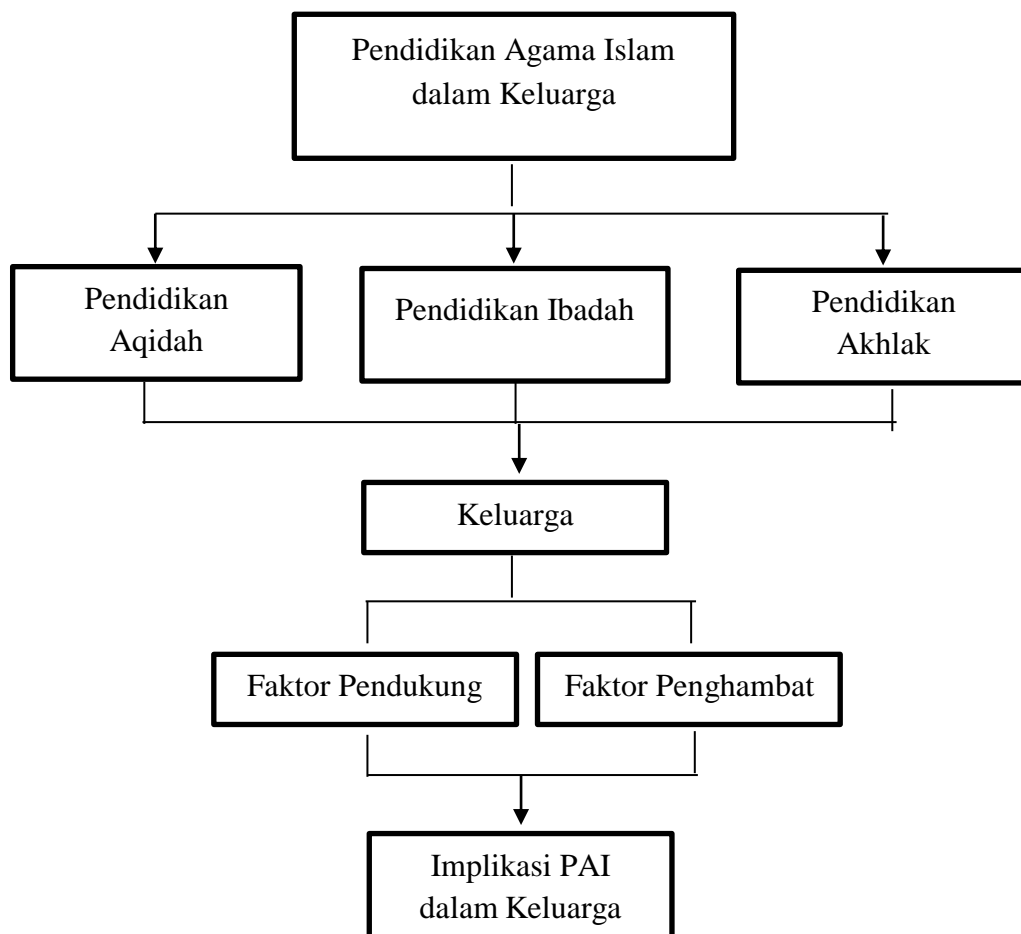 Pendidikan Agama Islam
dalam Keluarga
Pendidikan
Aqidah
Pendidikan Ibadah
Pendidikan
Akhlak
Keluarga
Faktor Pendukung
Faktor Penghambat
Implikasi PAI
dalam Keluarga